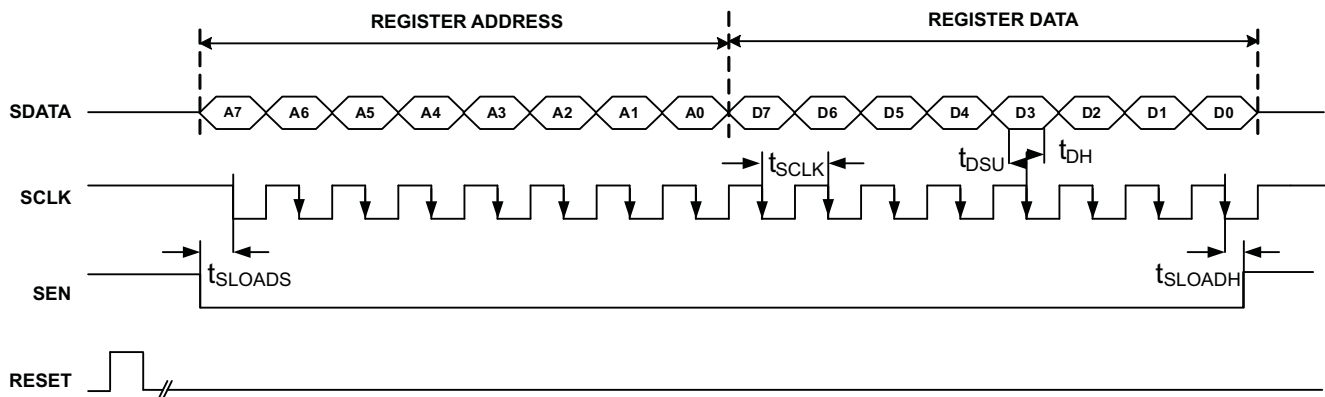 REGISTER ADDRESS REGISTER DATA
SDATA A7 A6 A5 A4 A3 A2 A1 A0 D7 D6 D5 D4 D3 D2 D1 D0
tSCLK tDSU tDH
SCLK
tSLOADS tSLOADH
SEN
RESET